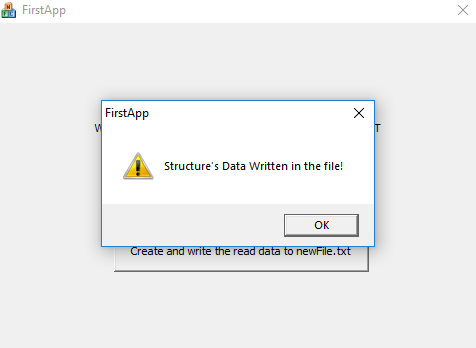 FirstApp
FirstApp
Structure's Data Written in the file!
OK
Create and write the read data to newFile.txt